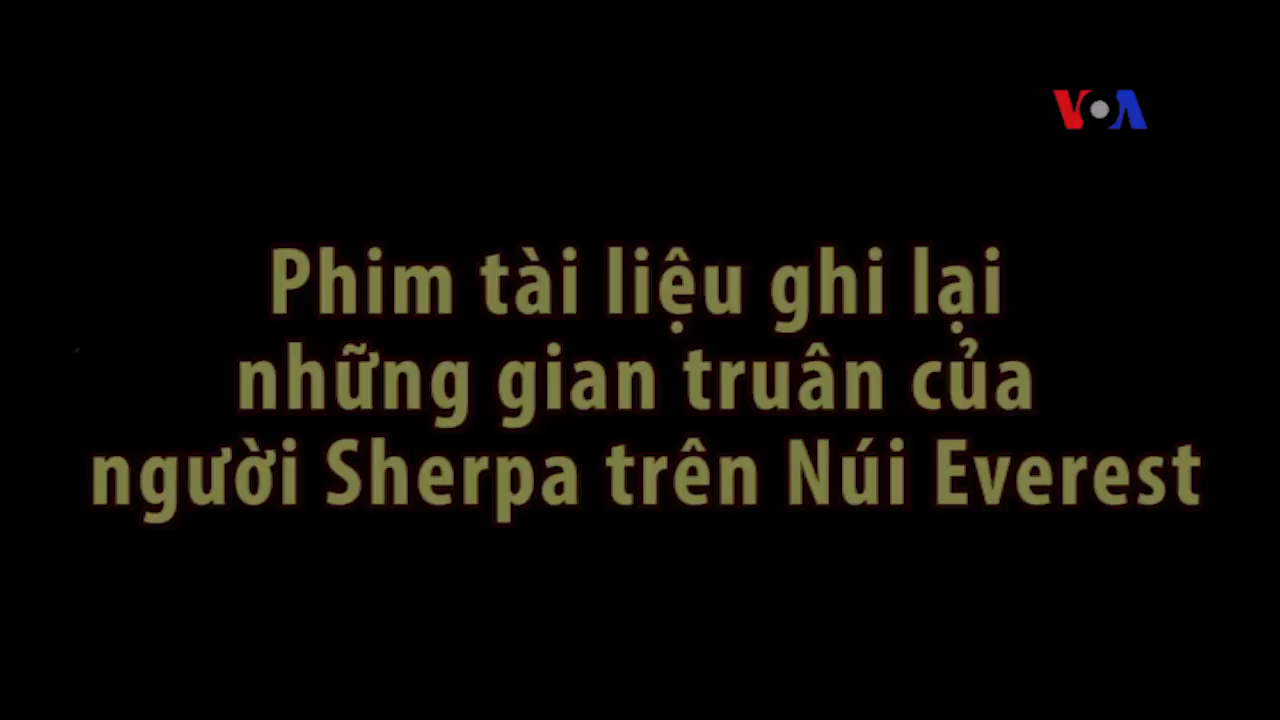 VOA
Phim tài liệu ghi lại
những gian truân của
người Sherpa trên Núi Everest